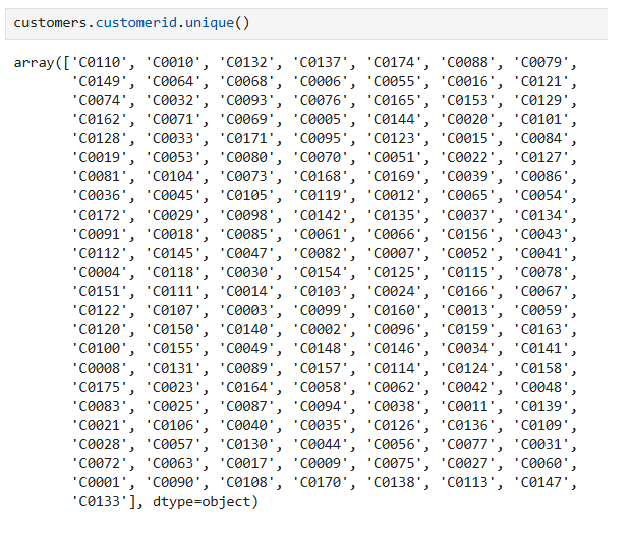 customers.customerid.unique()
array(['C0110', 'C0010', 'C0132', 'C0137', 'C0174', 'C0088', 'C0079',
'C0149', 'C0064', 'C0068', 'C0006', 'C0055', 'C0016', 'C0121',
'C0074', 'C0032', 'C0093', 'C0076', 'C0165', 'C0153', 'C0129',
'C0162', 'C0071', 'C0069', 'C0005', 'C0144', 'C0020', 'C0101',
'C0128', 'C0033', 'C0171', 'C0095', 'C0123', 'C0015', 'C0084',
'C0019', 'C0053', 'C0080', 'C0070', 'C0051', 'C0022', 'C0127',
'C0081', 'C0104', 'C0073', 'C0168', 'C0169', 'C0039', 'C0086',
'C0036', 'C0045', 'C0105', 'C0119', 'C0012', 'C0065', 'C0054',
'C0172', 'C0029', 'C0098', 'C0142', 'C0135', 'C0037', 'C0134',
'C0091', 'C0018', 'C0085', 'C0061', 'C0066', 'C0156', 'C0043',
'C0112', 'C0145', 'C0047', 'C0082', 'C0007', 'C0052', 'C0041',
'C0004', 'C0118', 'C0030', 'C0154', 'C0125', 'C0115', 'C0078',
'C0151', 'C0111', 'C0014', 'C0103', 'C0024', 'C0166', 'C0067',
'C0122', 'C0107', 'C0003', 'C0099', 'C0160', 'C0013', 'C0059',
'C0120', 'C0150', 'C0140', 'C0002', 'C0096', 'C0159', 'C0163',
'C0100', 'C0155', 'C0049', 'C0148', 'C0146', 'C0034', 'C0141',
'C0008', 'C0131', 'C0089', 'C0157', 'C0114', 'C0124', 'C0158',
'C0175', 'C0023', 'C0164', 'C0058', 'C0062', 'C0042', 'C0048',
'C0083', 'C0025', 'C0087', 'C0094', 'C0038', 'C0011', 'C0139',
'C0021', 'C0106', 'C0040', 'C0035', 'C0126', 'C0136', 'C0109',
'C0028', 'C0057', 'C0130', 'C0044', 'C0056', 'C0077', 'C0031',
'C0072', 'C0063', 'C0017', 'C0009', 'C0075', 'C0027', 'C0060',
'C0001', 'C0090', 'C0108', 'C0170', 'C0138', 'C0113', 'C0147',
'C0133'], dtype=object)